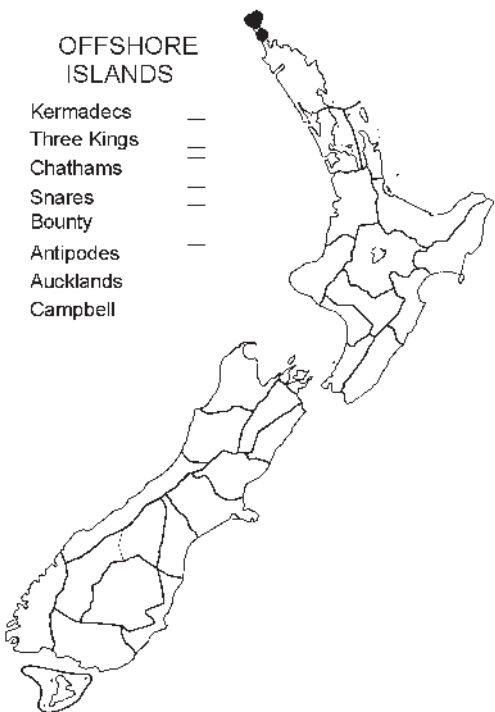 OFFSHORE
ISLANDS
Kermadecs
Three Kings
Chathams
Snares
Bounty
Antipodes
Aucklands
Campbell